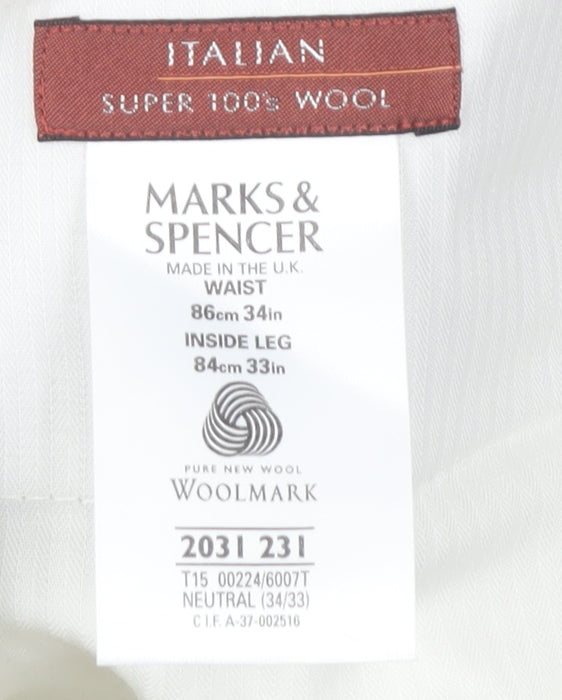 ITALIAN
SUPER 100's WOOL
MARKS &
SPENCER
MADE IN THE U.K.
WAIST
86cm 34in
INSIDE LEG
84cm 33in
PURE NEW WOOL
WOOLMARK
2031 231
T15 00224/6007T
NEUTRAL (34/33)
C I.F. A-37-002516